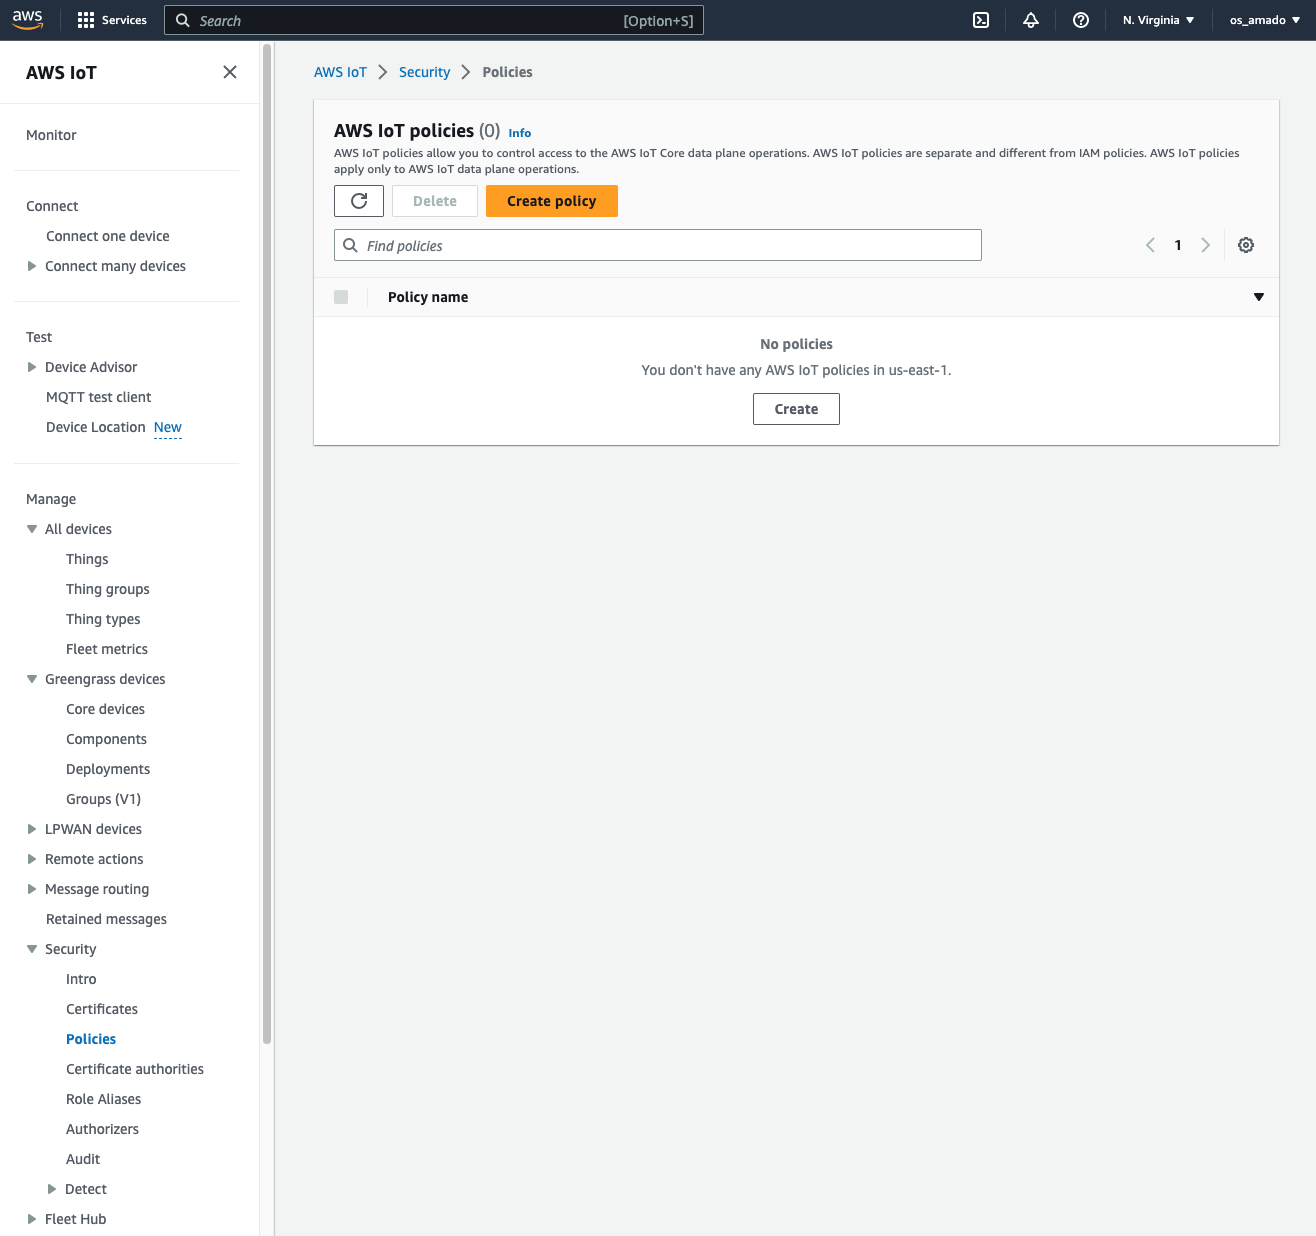 aws
Services
Search
[Option+S]
N. Virginia
os_amado
AWS IoT
Monitor
Connect
Connect one device
Connect many devices
Test
Device Advisor
MQTT test client
Device Location New
Manage
All devices
Things
Thing groups
Thing types
Fleet metrics
Greengrass devices
Core devices
Components
Deployments
Groups (V1)
LPWAN devices
Remote actions
Message routing
Retained messages
Security
Intro
Certificates
Policies
Certificate authorities
Role Aliases
Authorizers
Audit
Detect
Fleet Hub
AWS IoT > Security > Policies
AWS IoT policies (0) Info
AWS IoT policies allow you to control access to the AWS IoT Core data plane operations. AWS IoT policies are separate and different from IAM policies. AWS IoT policies
apply only to AWS IoT data plane operations.
Delete
Create policy
Find policies
1
Policy name
No policies
You don't have any AWS IoT policies in us-east-1.
Create